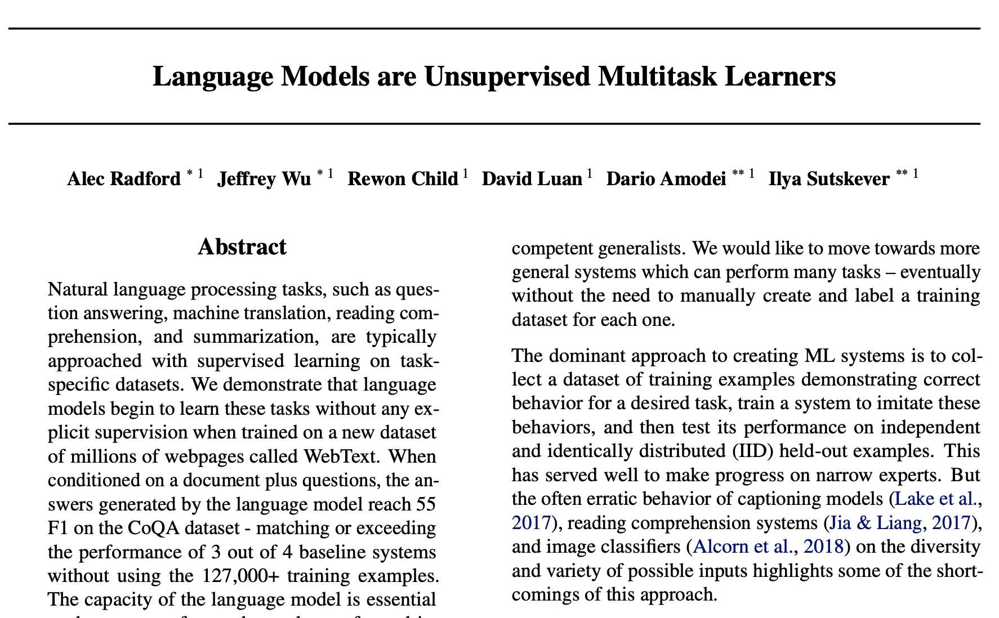 Language Models are Unsupervised Multitask Learners
Alec Radford * 1 Jeffrey Wu * 1 Rewon Child 1 David Luan 1 Dario Amodei ** 1 Ilya Sutskever ** 1
Abstract
Natural language processing tasks, such as ques-
tion answering, machine translation, reading com-
prehension, and summarization, are typically
approached with supervised learning on task-
specific datasets. We demonstrate that language
models begin to learn these tasks without any ex-
plicit supervision when trained on a new dataset
of millions of webpages called WebText. When
conditioned on a document plus questions, the an-
swers generated by the language model reach 55
F1 on the CoQA dataset - matching or exceeding
the performance of 3 out of 4 baseline systems
without using the 127,000+ training examples.
The capacity of the language model is essential
competent generalists. We would like to move towards more
general systems which can perform many tasks – eventually
without the need to manually create and label a training
dataset for each one.
The dominant approach to creating ML systems is to col-
lect a dataset of training examples demonstrating correct
behavior for a desired task, train a system to imitate these
behaviors, and then test its performance on independent
and identically distributed (IID) held-out examples. This
has served well to make progress on narrow experts. But
the often erratic behavior of captioning models (Lake et al.,
2017), reading comprehension systems (Jia & Liang, 2017),
and image classifiers (Alcorn et al., 2018) on the diversity
and variety of possible inputs highlights some of the short-
comings of this approach.